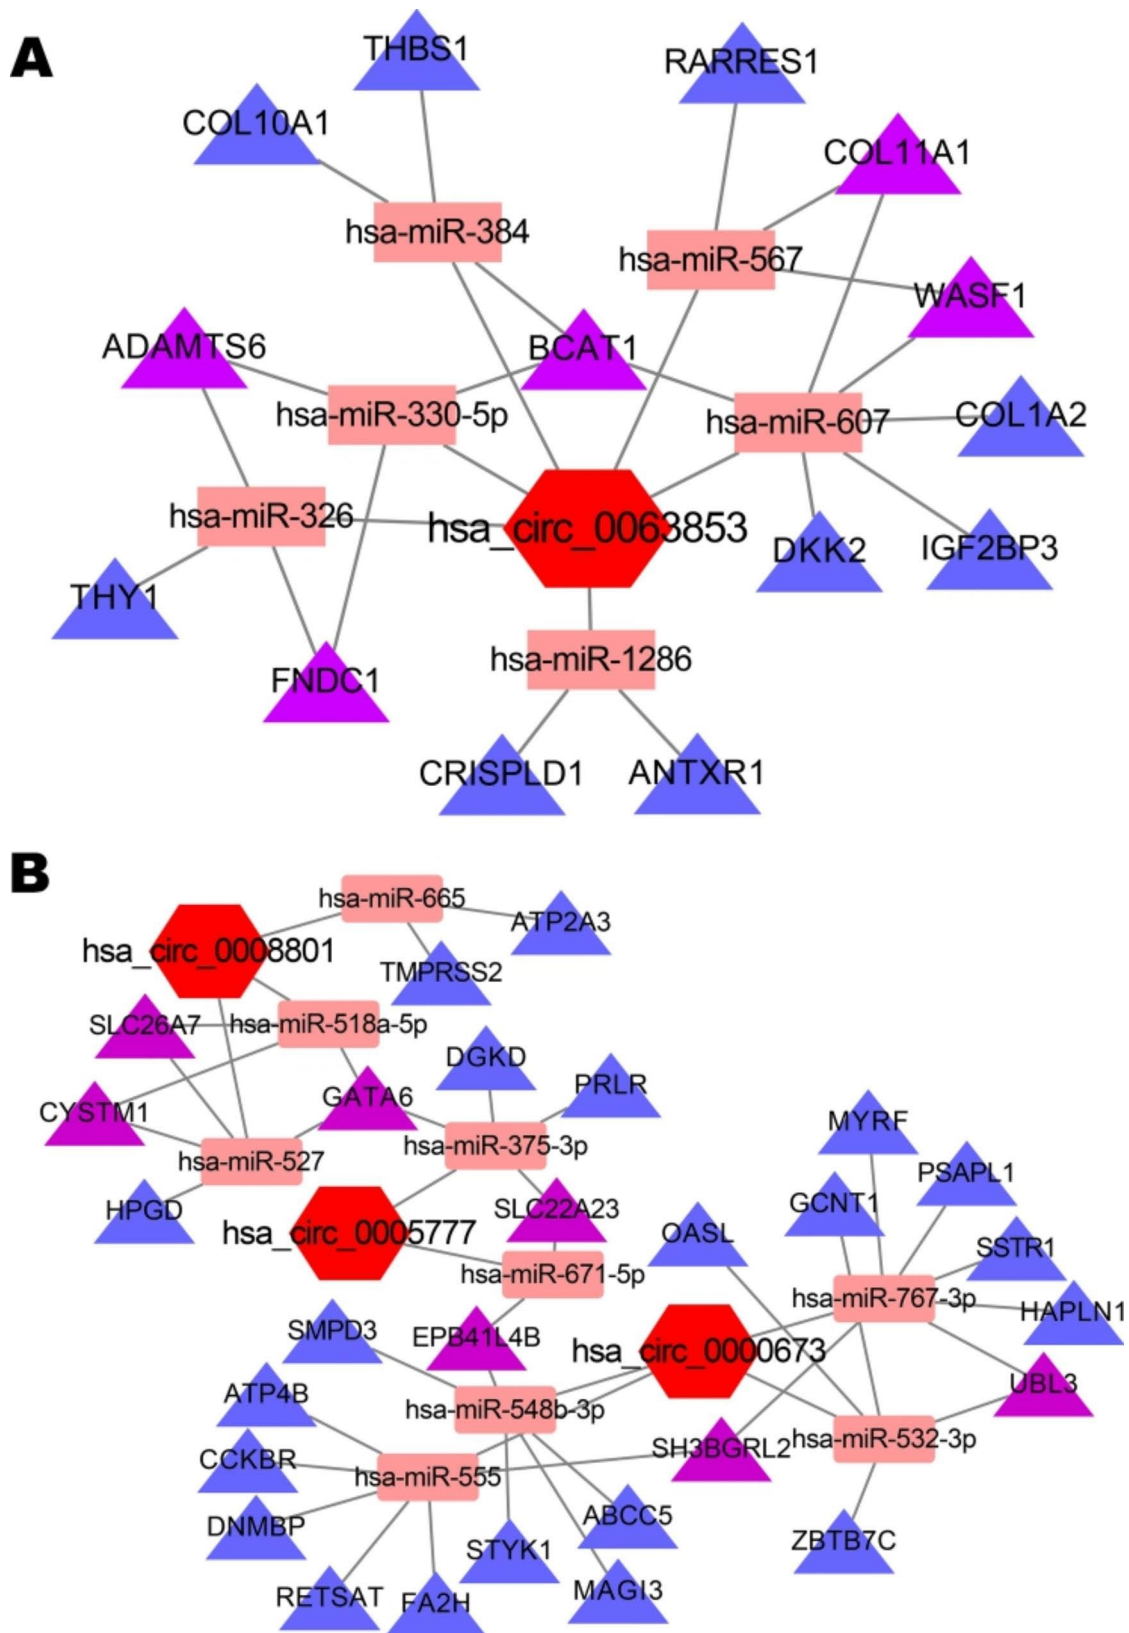 A
THBS1
RARRES1
COL10A1
COL11A1
hsa-miR-384
hsa-miR-567
WASF1
ADAMTS6
BCAT1
hsa-miR-330-5p
hsa-miR-607
COL1A2
hsa-miR-326
hsa_circ_0063853
DKK2
IGF2BP3
THY1
hsa-miR-1286
FNDC1
CRISPLD1
ANTXR1
B
hsa-miR-665
ATP2A3
hsa_circ_0008801
TMPRSS2
SLC26A7
hsa-miR-518a-5p
DGKD
PRLR
CYSTM1
GATA6
MYRF
hsa-miR-375-3p
hsa-miR-527
PSAPL1
HPGD
SLC22A23
GCNT1
hsa_circ_0005777
OASL
SSTR1
hsa-miR-671-5p
hsa-miR-767-3p
HAPLN1
SMPD3
EPB41L4B
hsa_circ_0000673
UBL3
ATP4B
hsa-miR-548b-3p
SH3BGRL2
hsa-miR-532-3p
CCKBR
hsa-miR-555
ABCC5
DNMBP
STYK1
ZBTB7C
RETSAT
FA2H
MAGI3